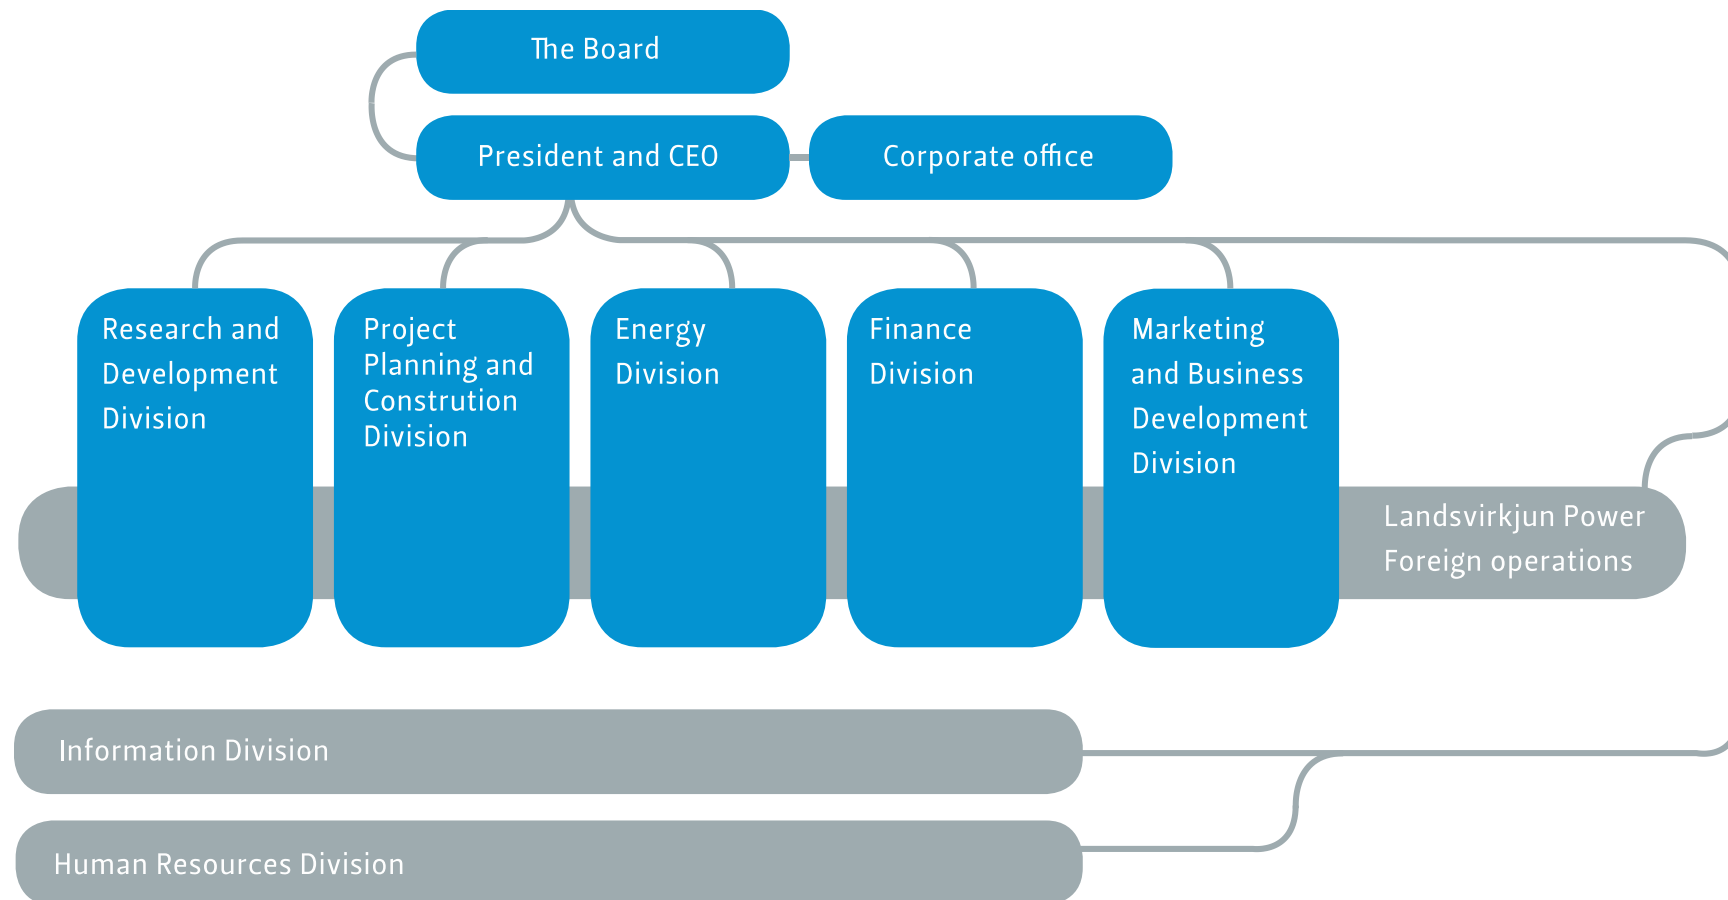 The Board
President and CEO
Corporate office
Research and
Development
Division
Project
Planning and
Constrution
Division
Energy
Division
Finance
Division
Marketing
and Business
Development
Division
Landsvirkjun Power
Foreign operations
Information Division
Human Resources Division